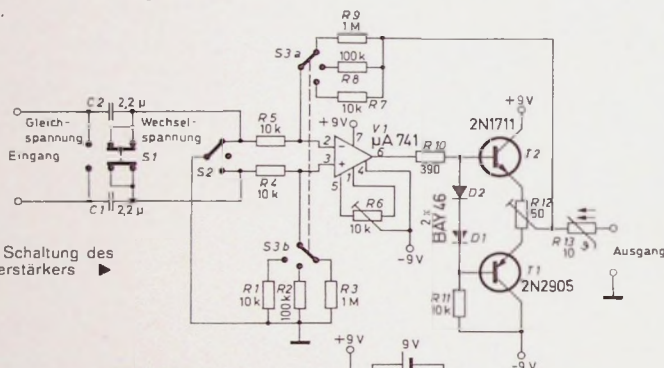 R9
1M
S3a
100k
R8
R7
10k
C2 2,2 µ
Gleich-
spannung
Wechsel-
spannung
Eingang
S1
C1 2,2 µ
R5
10k
S2
R4
10k
+9V
V1
µA 741
2
3
7
6
5
1
4
−
+
R6
10 k
-9V
R10
390
2N1711
+9V
T2
D2
2× BAY 46
D1
R12
50
R13
10
ϑ
Ausgang
T1
2N2905
R11
10k
-9V
S3b
R1
10k
R2
100k
R3
1M
Schaltung des
erstärkers ►
+9V
9V